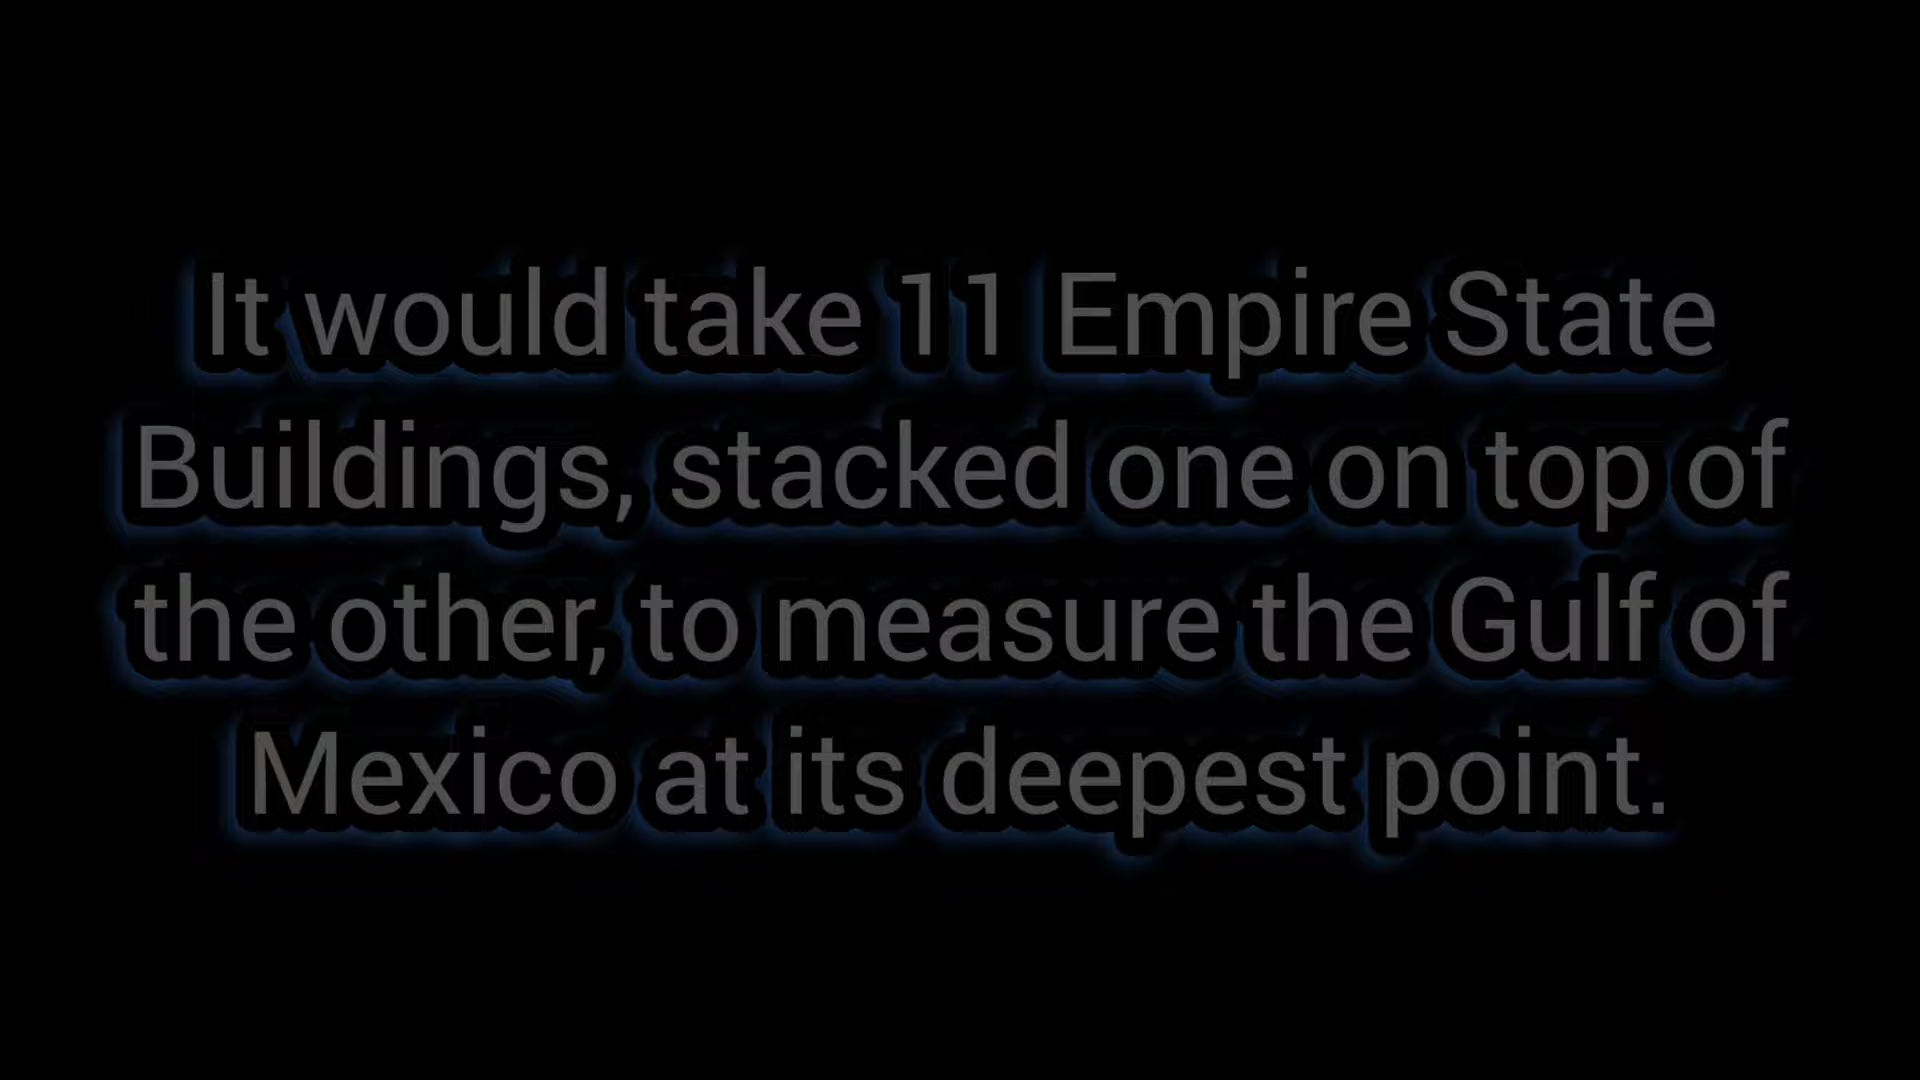 It would take 11 Empire State
Buildings, stacked one on top of
the other, to measure the Gulf of
Mexico at its deepest point.